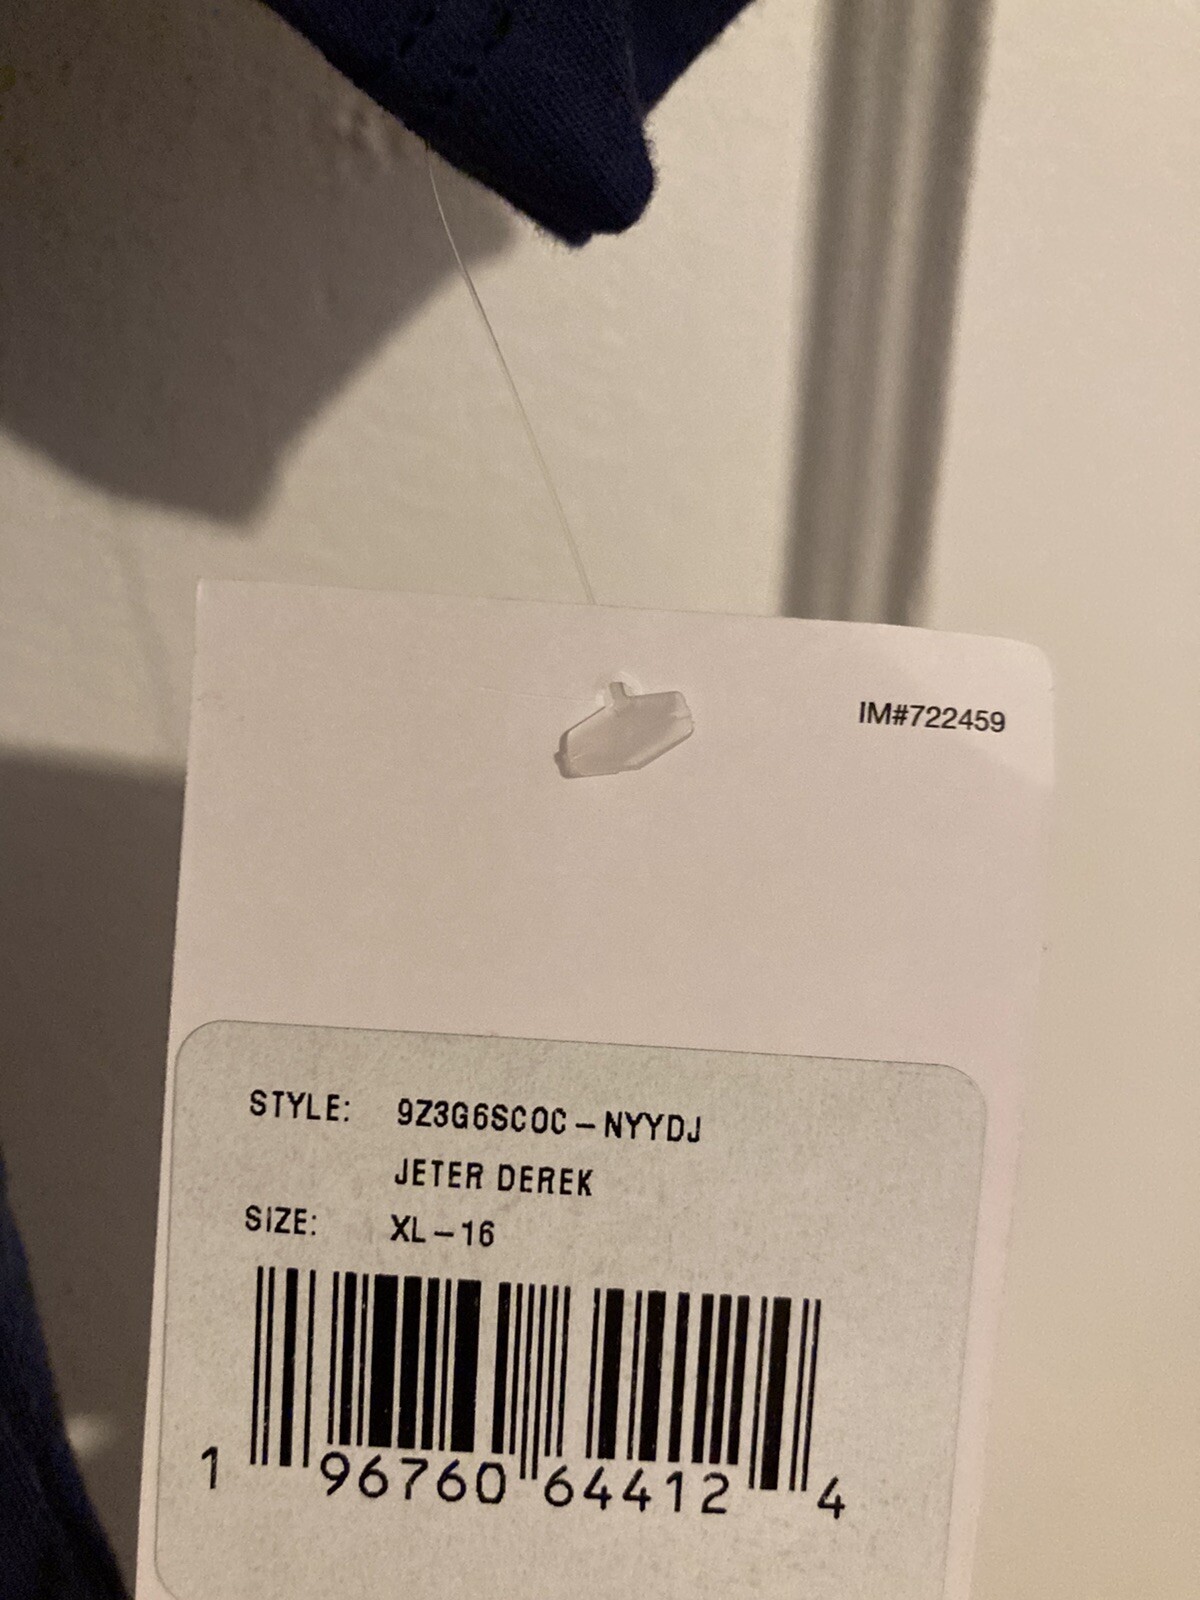 IM#722459
STYLE: 9Z3G6SCOC – NYYDJ
JETER DEREK
SIZE: XL – 16
1 96760 64412 4